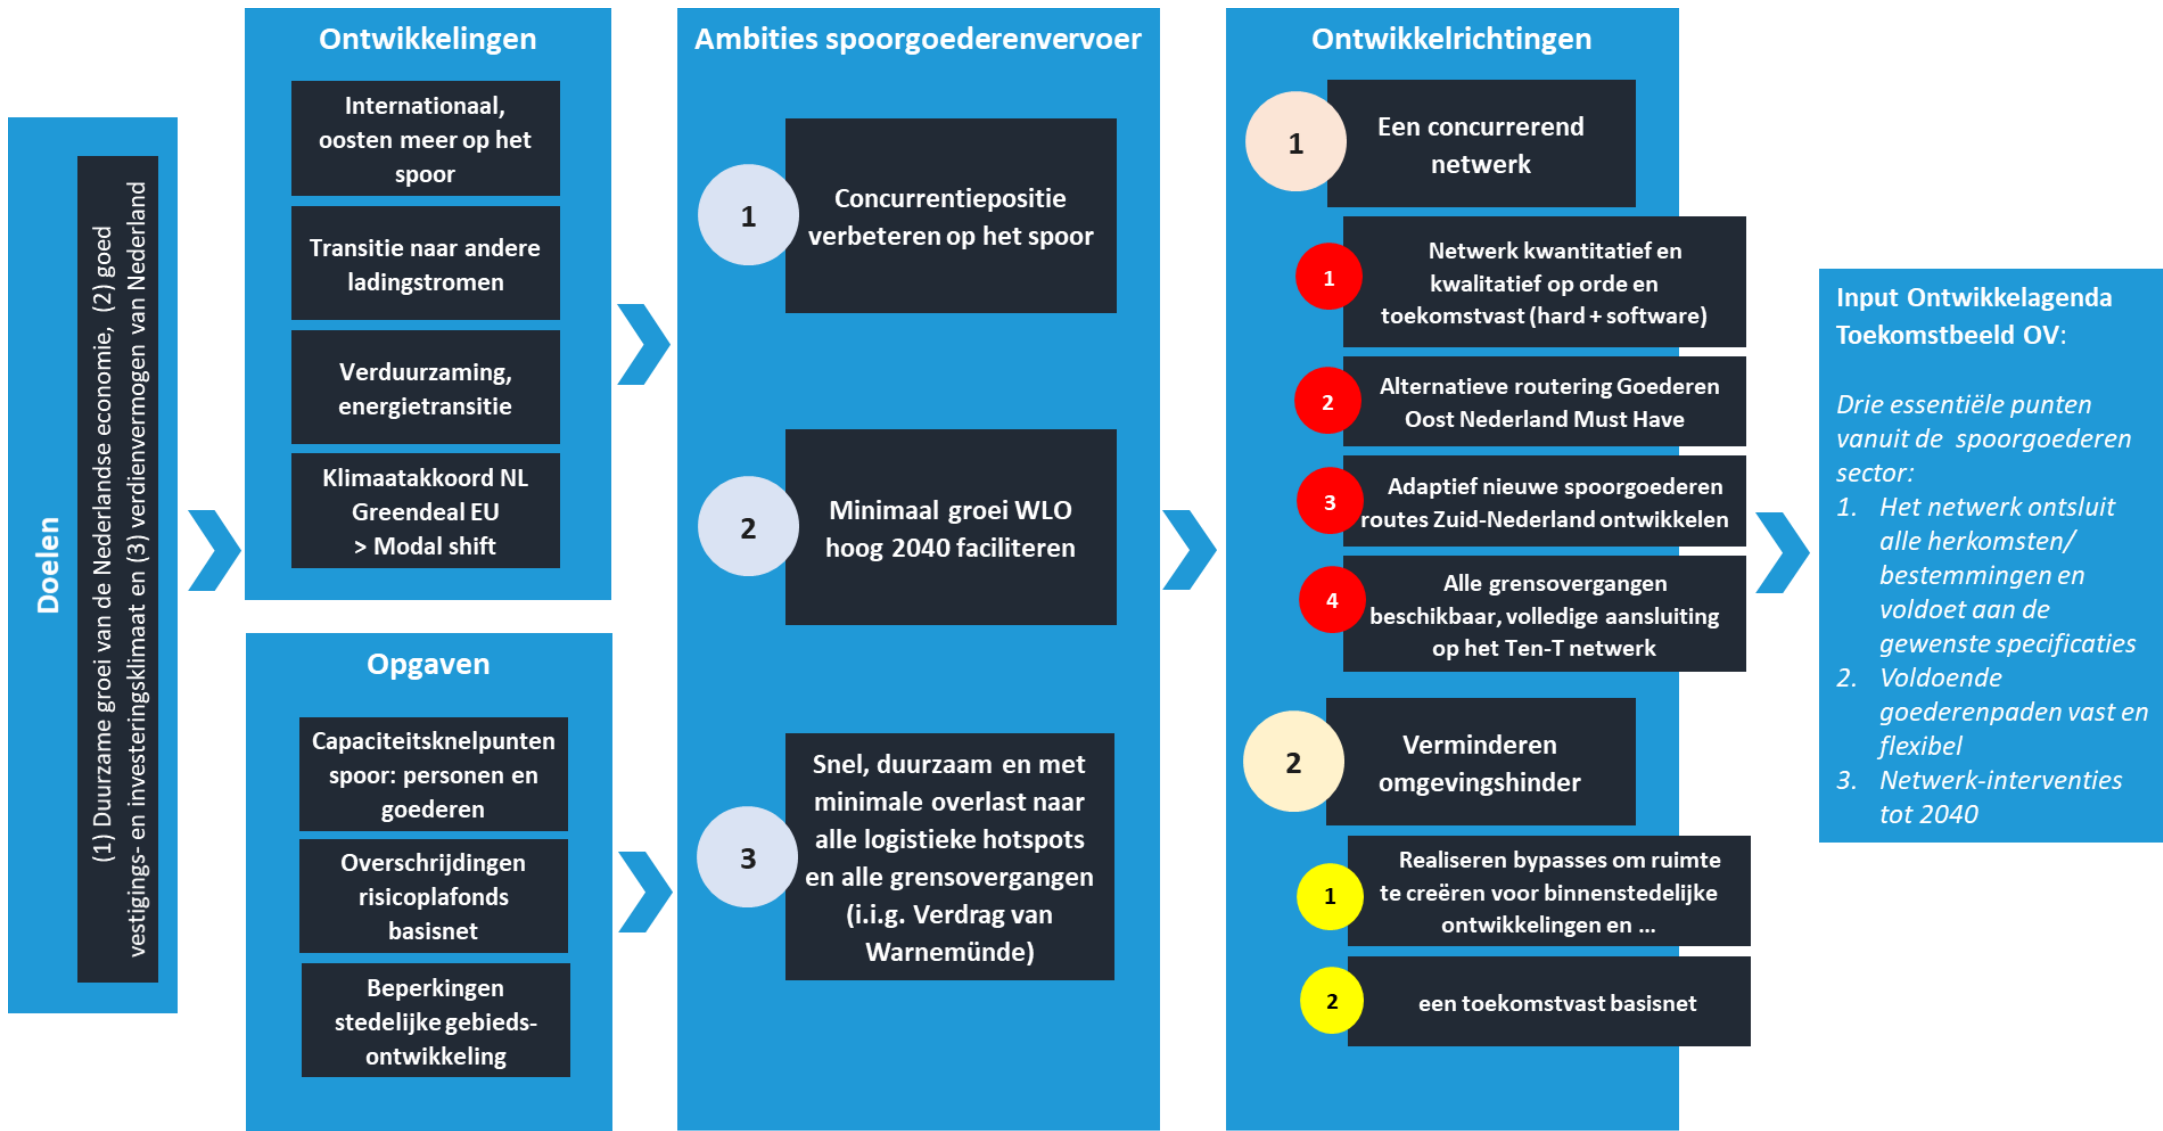 Doelen
(1) Duurzame groei van de Nederlandse economie, (2) goed
vestigings- en investeringsklimaat en (3) verdienvermogen van Nederland
Ontwikkelingen
Internationaal,
oosten meer op het
spoor
Transitie naar andere
ladingstromen
Verduurzaming,
energietransitie
Klimaatakkoord NL
Greendeal EU
> Modal shift
Opgaven
Capaciteitsknelpunten
spoor: personen en
goederen
Overschrijdingen
risicoplafonds
basisnet
Beperkingen
stedelijke gebieds-
ontwikkeling
Ambities spoorgoederenvervoer
1
Concurrentiepositie
verbeteren op het spoor
2
Minimaal groei WLO
hoog 2040 faciliteren
3
Snel, duurzaam en met
minimale overlast naar
alle logistieke hotspots
en alle grensovergangen
(i.i.g. Verdrag van
Warnemünde)
Ontwikkelrichtingen
1
Een concurrerend
netwerk
1
Netwerk kwantitatief en
kwalitatief op orde en
toekomstvast (hard + software)
2
Alternatieve routering Goederen
Oost Nederland Must Have
3
Adaptief nieuwe spoorgoederen
routes Zuid-Nederland ontwikkelen
4
Alle grensovergangen
beschikbaar, volledige aansluiting
op het Ten-T netwerk
2
Verminderen
omgevingshinder
1
Realiseren bypasses om ruimte
te creëren voor binnenstedelijke
ontwikkelingen en ...
2
een toekomstvast basisnet
Input Ontwikkelagenda
Toekomstbeeld OV:
Drie essentiële punten
vanuit de spoorgoederen
sector:
1. Het netwerk ontsluit
alle herkomsten/
bestemmingen en
voldoet aan de
gewenste specificaties
2. Voldoende
goederenpaden vast en
flexibel
3. Netwerk-interventies
tot 2040